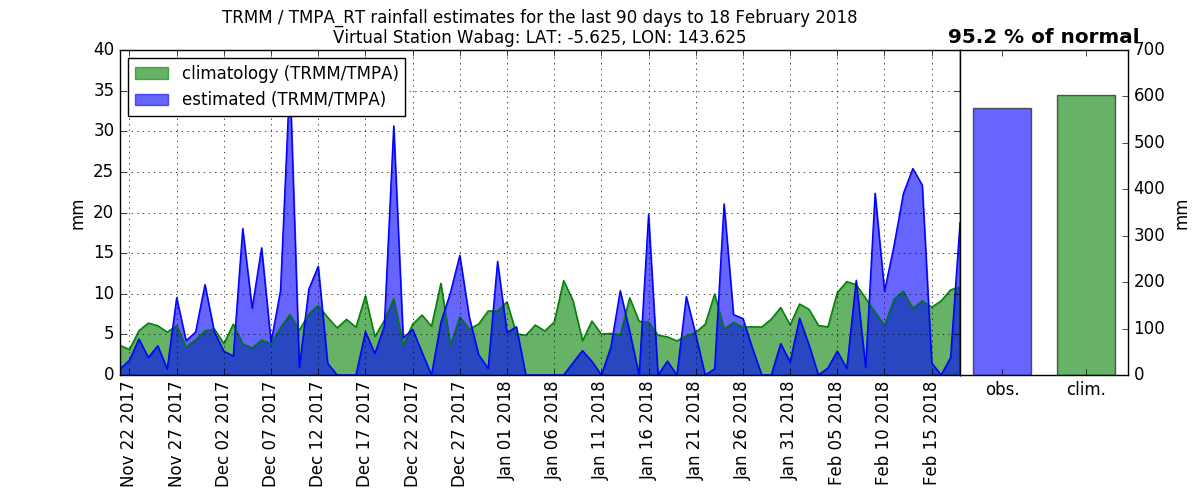 TRMM / TMPA_RT rainfall estimates for the last 90 days to 18 February 2018
Virtual Station Wabag: LAT: -5.625, LON: 143.625
95.2 % of normal
climatology (TRMM/TMPA)
estimated (TRMM/TMPA)
40
35
30
25
20
15
10
5
0
mm
Nov 22 2017
Nov 27 2017
Dec 02 2017
Dec 07 2017
Dec 12 2017
Dec 17 2017
Dec 22 2017
Dec 27 2017
Jan 01 2018
Jan 06 2018
Jan 11 2018
Jan 16 2018
Jan 21 2018
Jan 26 2018
Jan 31 2018
Feb 05 2018
Feb 10 2018
Feb 15 2018
obs.
clim.
700
600
500
400
300
200
100
0
mm